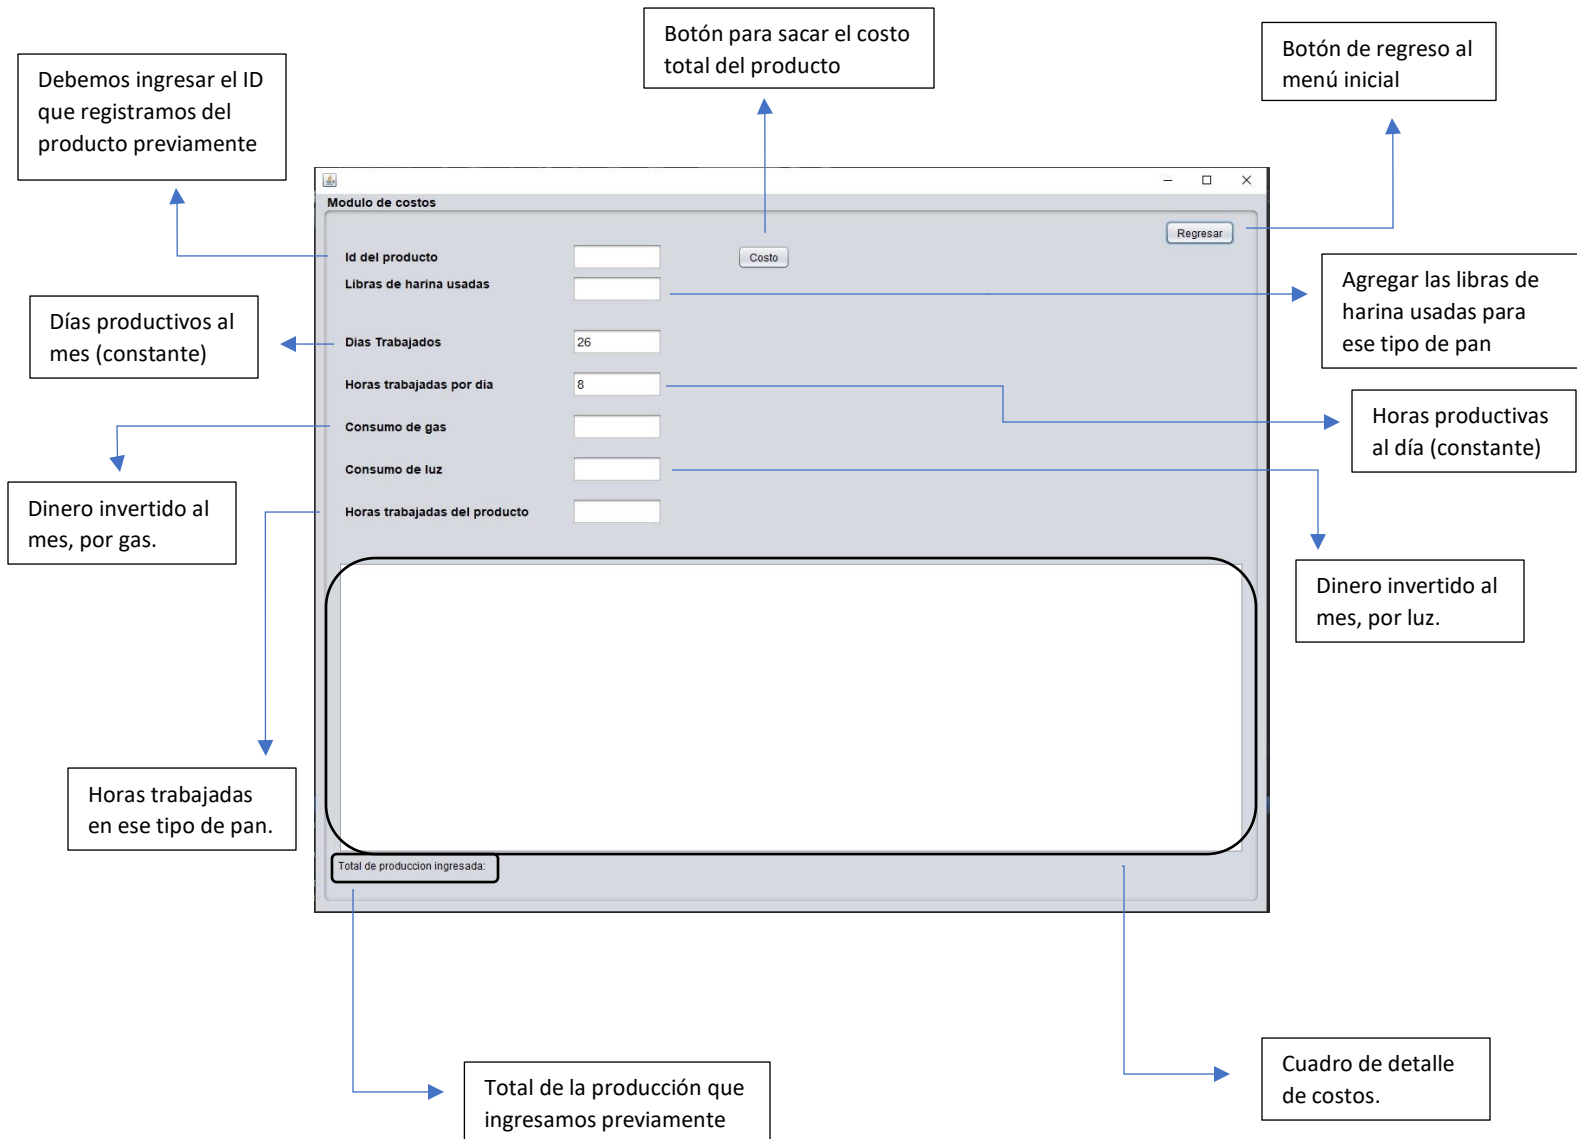 Botón para sacar el costo
total del producto
Botón de regreso al
menú inicial
Debemos ingresar el ID
que registramos del
producto previamente
Modulo de costos
Regresar
Id del producto
Costo
Libras de harina usadas
Agregar las libras de
harina usadas para
ese tipo de pan
Días productivos al
mes (constante)
Dias Trabajados
26
Horas trabajadas por dia
8
Horas productivas
al día (constante)
Consumo de gas
Consumo de luz
Dinero invertido al
mes, por gas.
Horas trabajadas del producto
Dinero invertido al
mes, por luz.
Horas trabajadas
en ese tipo de pan.
Total de produccion ingresada:
Cuadro de detalle
de costos.
Total de la producción que
ingresamos previamente